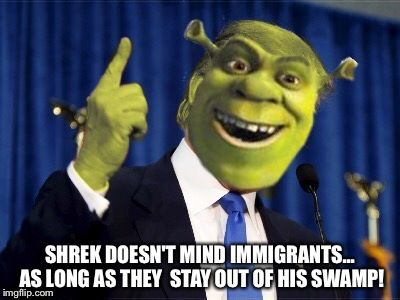 SHREK DOESN'T MIND IMMIGRANTS...
AS LONG AS THEY  STAY OUT OF HIS SWAMP!
imgflip.com